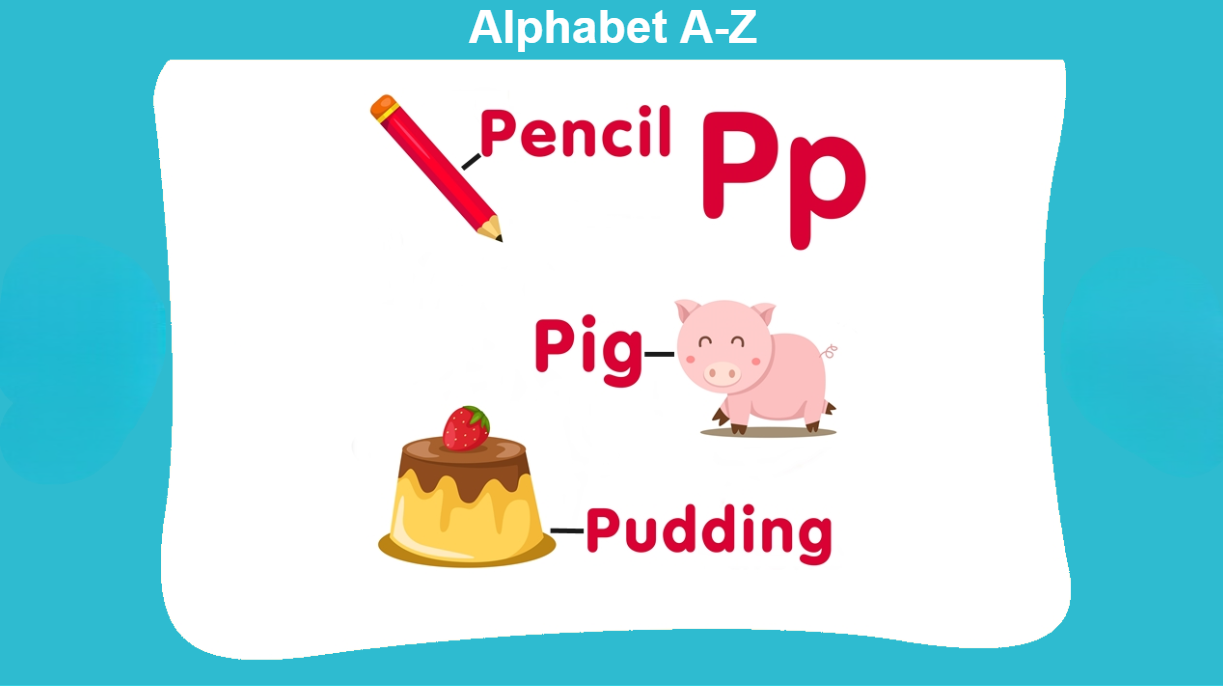 Alphabet A-Z
Pencil
Pp
Pig
Pudding